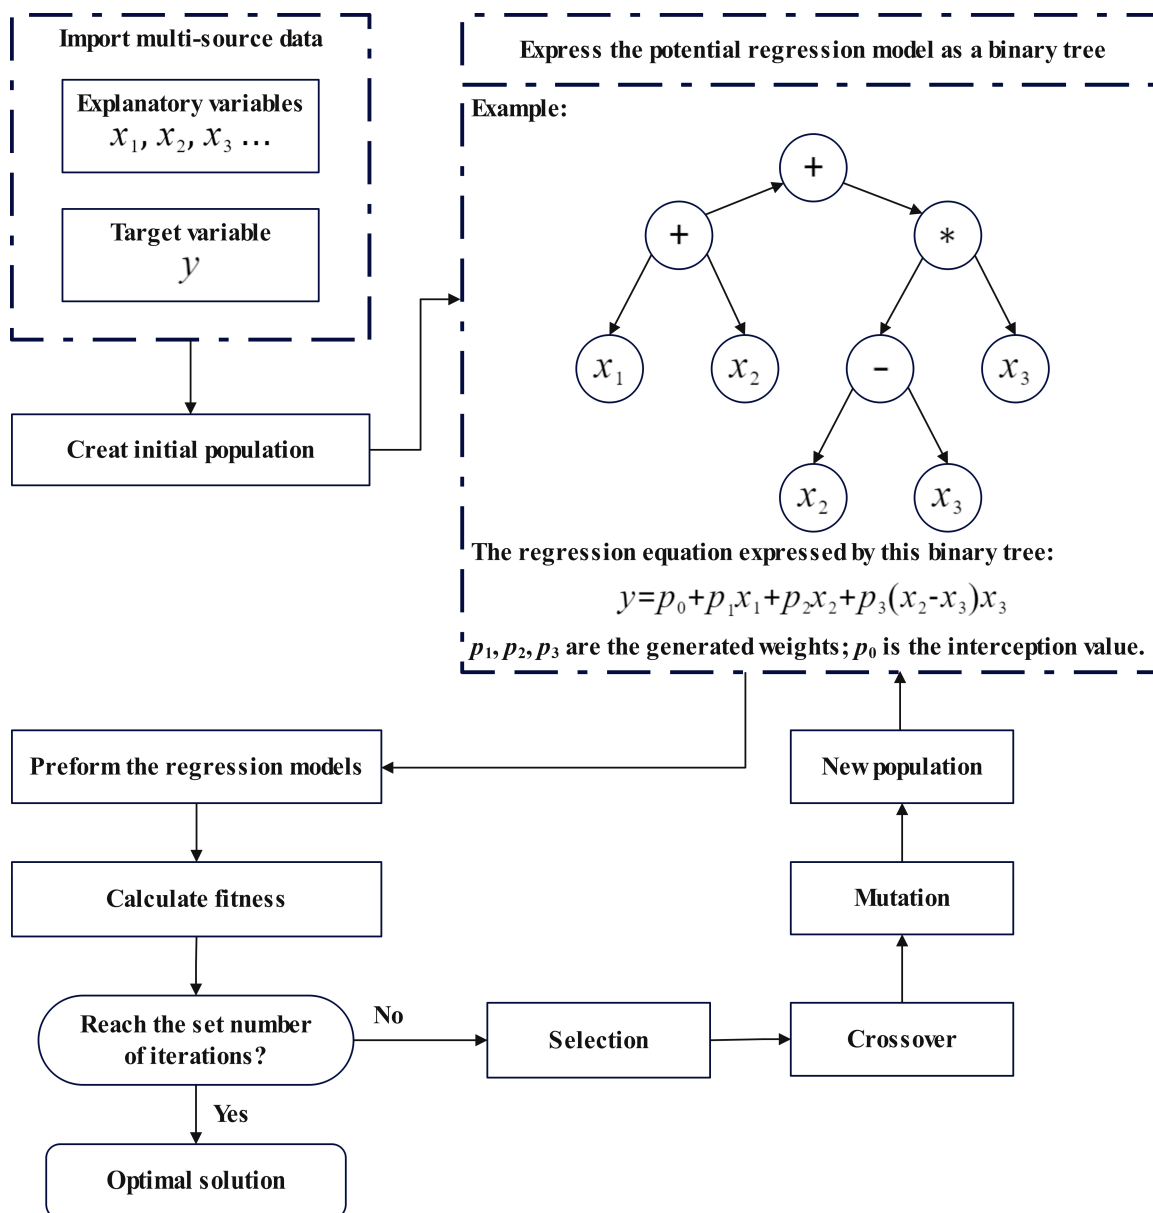 Import multi-source data
Explanatory variables
x₁, x₂, x₃ ...
Target variable
y
Creat initial population
Express the potential regression model as a binary tree
Example:
+
+
*
x₁
x₂
-
x₃
x₂
x₃
The regression equation expressed by this binary tree:
y=p₀+p₁x₁+p₂x₂+p₃(x₂-x₃)x₃
p₁, p₂, p₃ are the generated weights; p₀ is the interception value.
Preform the regression models
New population
Calculate fitness
Mutation
Reach the set number
of iterations?
No
Selection
Crossover
Yes
Optimal solution